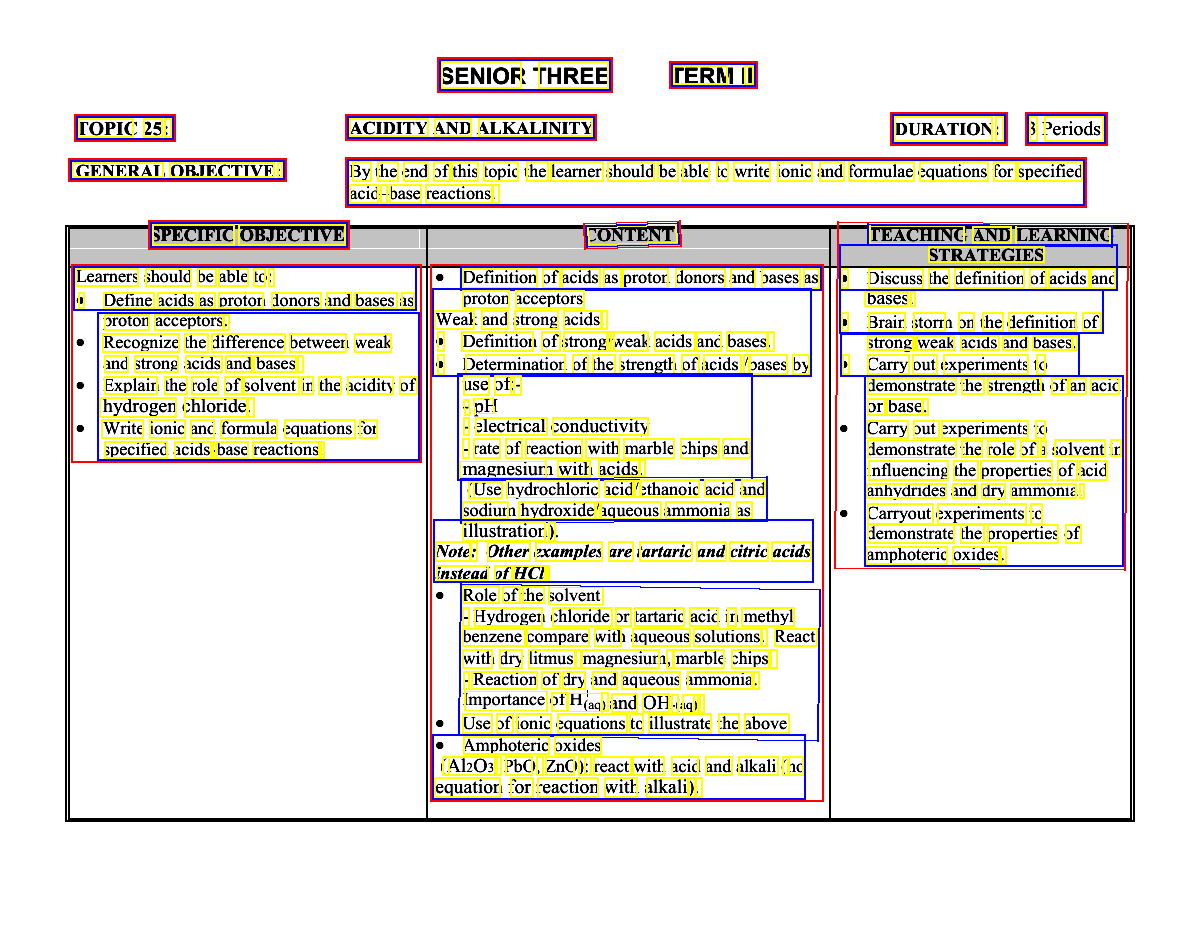 SENIOR THREE TERM II
TOPIC 25: ACIDITY AND ALKALINITY DURATION: 3 Periods
GENERAL OBJECTIVE: By the end of this topic the learner should be able to write ionic and formulae equations for specified
acid–base reactions.
SPECIFIC OBJECTIVE
Learners should be able to:
• Define acids as proton donors and bases as
proton acceptors.
• Recognize the difference between weak
and strong acids and bases
• Explain the role of solvent in the acidity of
hydrogen chloride.
• Write ionic and formula equations for
specified acids-base reactions
CONTENT
• Definition of acids as proton donors and bases as
proton acceptors
Weak and strong acids
• Definition of strong/weak acids and bases.
• Determination of the strength of acids /bases by
use of:-
- pH
- electrical conductivity
- rate of reaction with marble chips and
magnesium with acids.
(Use hydrochloric acid/ethanoic acid and
sodium hydroxide/aqueous ammonia as
illustration).
Note: Other examples are tartaric and citric acids
instead of HCl
• Role of the solvent
- Hydrogen chloride or tartaric acid in methyl
benzene compare with aqueous solutions. React
with dry litmus, magnesium, marble chips
- Reaction of dry and aqueous ammonia.
Importance of H(aq) and OH-(aq)
• Use of ionic equations to illustrate the above
• Amphoteric oxides
(Al2O3, PbO, ZnO): react with acid and alkali (no
equation for reaction with alkali).
TEACHING AND LEARNING
STRATEGIES
• Discuss the definition of acids and
bases.
• Brain storm on the definition of
strong/weak acids and bases.
• Carry out experiments to
demonstrate the strength of an acid
or base.
• Carry out experiments to
demonstrate the role of a solvent in
influencing the properties of acid
anhydrides and dry ammonia.
• Carryout experiments to
demonstrate the properties of
amphoteric oxides.